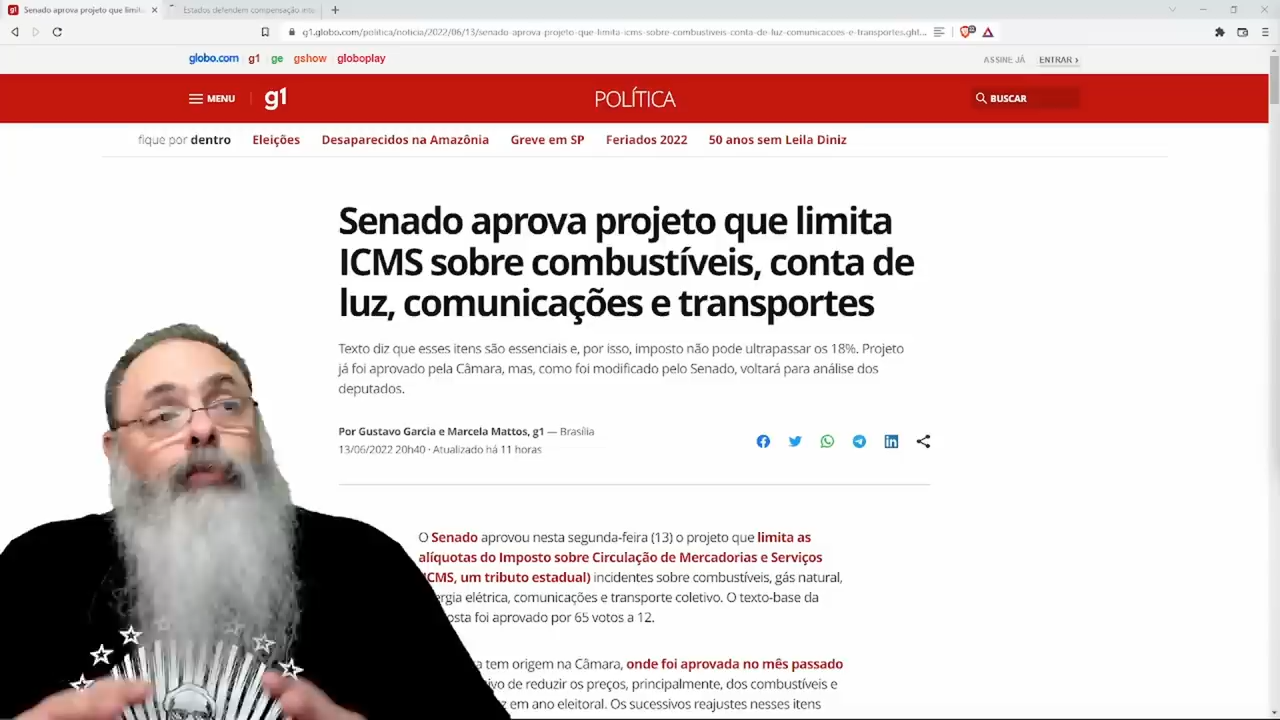 Senado aprova projeto que limita
Estados defendem compensação inte
g1.globo.com/politica/noticia/2022/06/13/senado-aprova-projeto-que-limita-icms-sobre-combustiveis-conta-de-luz-comunicacoes-e-transportes.ght...
globo.com g1 ge gshow globoplay
ASSINE JÁ ENTRAR ›
MENU g1 POLÍTICA BUSCAR
fique por dentro Eleições Desaparecidos na Amazônia Greve em SP Feriados 2022 50 anos sem Leila Diniz
Senado aprova projeto que limita
ICMS sobre combustíveis, conta de
luz, comunicações e transportes
Texto diz que esses itens são essenciais e, por isso, imposto não pode ultrapassar os 18%. Projeto
já foi aprovado pela Câmara, mas, como foi modificado pelo Senado, voltará para análise dos
deputados.
Por Gustavo Garcia e Marcela Mattos, g1 — Brasília
13/06/2022 20h40 · Atualizado há 11 horas
O Senado aprovou nesta segunda-feira (13) o projeto que limita as
alíquotas do Imposto sobre Circulação de Mercadorias e Serviços
ICMS, um tributo estadual) incidentes sobre combustíveis, gás natural,
ergia elétrica, comunicações e transporte coletivo. O texto-base da
osta foi aprovado por 65 votos a 12.
a tem origem na Câmara, onde foi aprovada no mês passado
ivo de reduzir os preços, principalmente, dos combustíveis e
z em ano eleitoral. Os sucessivos reajustes nesses itens